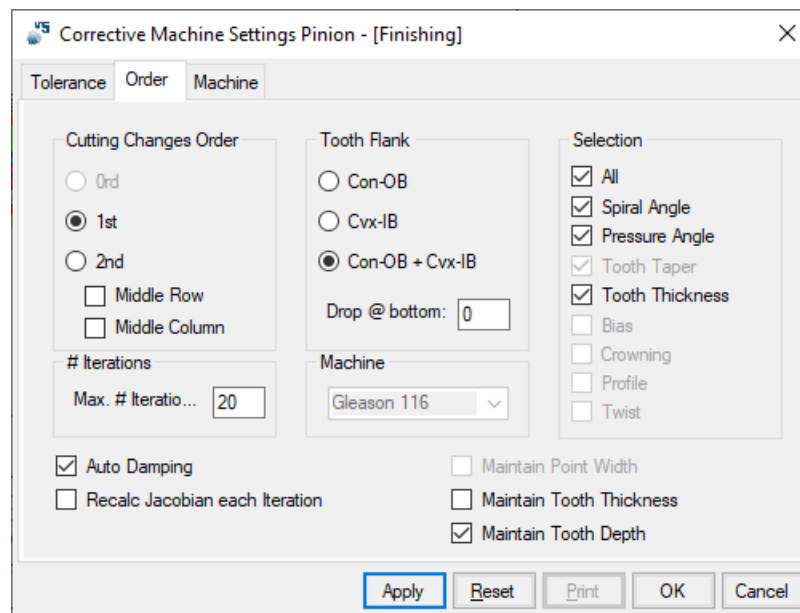 Corrective Machine Settings Pinion - [Finishing]
Tolerance Order Machine
Cutting Changes Order
0rd
1st
2nd
Middle Row
Middle Column
Tooth Flank
Con-OB
Cvx-IB
Con-OB + Cvx-IB
Drop @ bottom: 0
Selection
All
Spiral Angle
Pressure Angle
Tooth Taper
Tooth Thickness
Bias
Crowning
Profile
Twist
# Iterations
Max. # Iteratio... 20
Machine
Gleason 116
Auto Damping
Recalc Jacobian each Iteration
Maintain Point Width
Maintain Tooth Thickness
Maintain Tooth Depth
Apply Reset Print OK Cancel